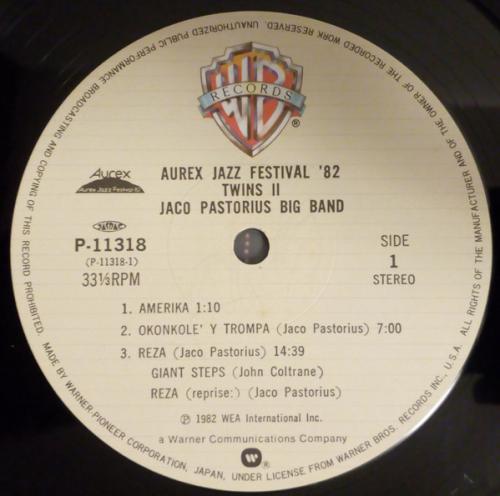 UNAUTHORIZED PUBLIC PERFORMANCE BROADCASTING AND COPYING OF THIS RECORD PROHIBITED.
ALL RIGHTS OF THE MANUFACTURER AND OF THE OWNER OF THE RECORDED WORK RESERVED.
WB
RECORDS
®
Aurex
Aurex Jazz Festival
AUREX JAZZ FESTIVAL '82
TWINS II
JACO PASTORIUS BIG BAND
P-11318
(P-11318-1)
33⅓RPM
SIDE
1
STEREO
1. AMERIKA 1:10
2. OKONKOLE' Y TROMPA (Jaco Pastorius) 7:00
3. REZA (Jaco Pastorius) 14:39
GIANT STEPS (John Coltrane)
REZA (reprise:) (Jaco Pastorius)
℗ 1982 WEA International Inc.
a Warner Communications Company
W ®
MADE BY WARNER-PIONEER CORPORATION, JAPAN, UNDER LICENSE FROM WARNER BROS. RECORDS INC., U.S.A.